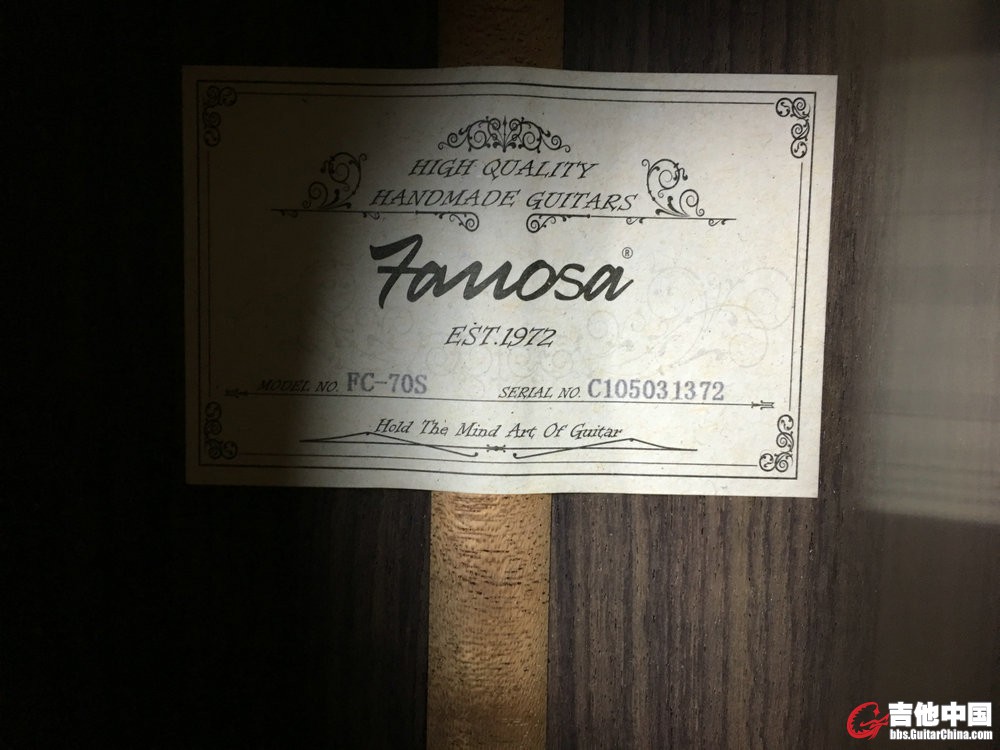 HIGH QUALITY
HANDMADE GUITARS
Famosa®
EST.1972
MODEL NO. FC-70S SERIAL NO. C105031372
Hold The Mind Art Of Guitar
吉他中国
bbs.GuitarChina.com